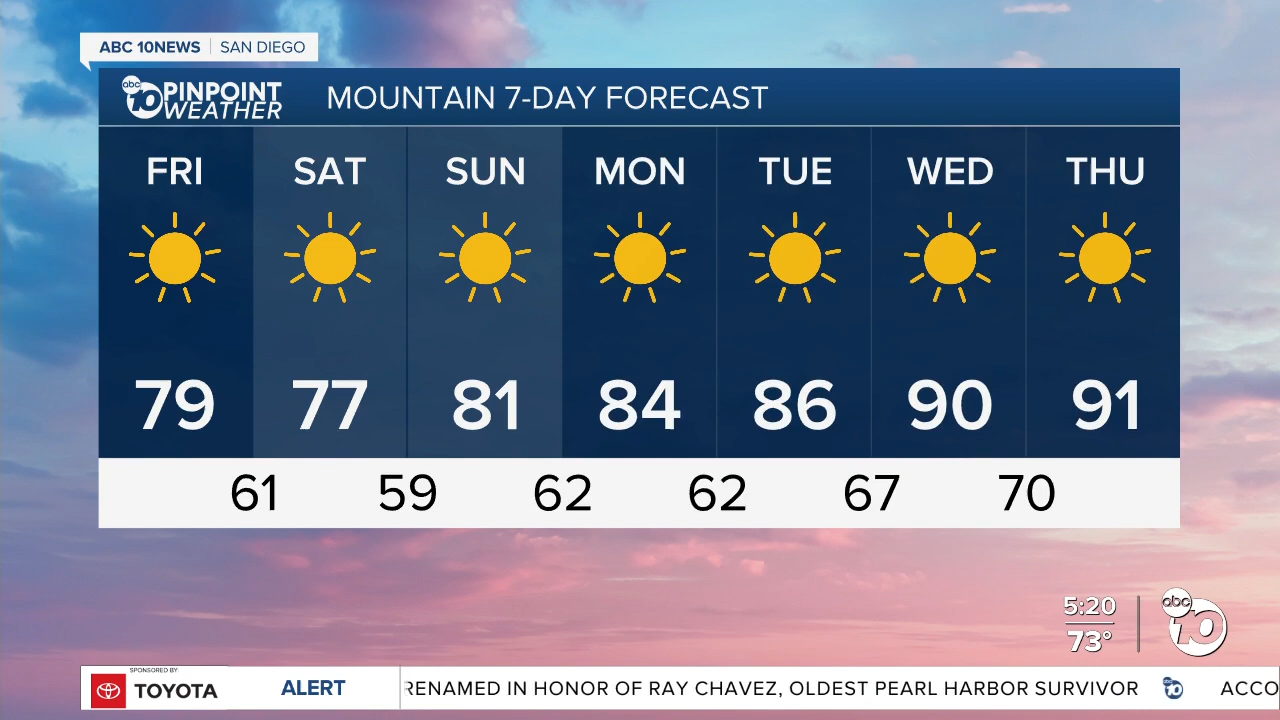 ABC 10NEWS | SAN DIEGO
abc 10 PINPOINT WEATHER
MOUNTAIN 7-DAY FORECAST
FRI SAT SUN MON TUE WED THU
79 77 81 84 86 90 91
61 59 62 62 67 70
5:20
73°
abc 10
SPONSORED BY:
TOYOTA
ALERT
RENAMED IN HONOR OF RAY CHAVEZ, OLDEST PEARL HARBOR SURVIVOR abc 10 ACCO